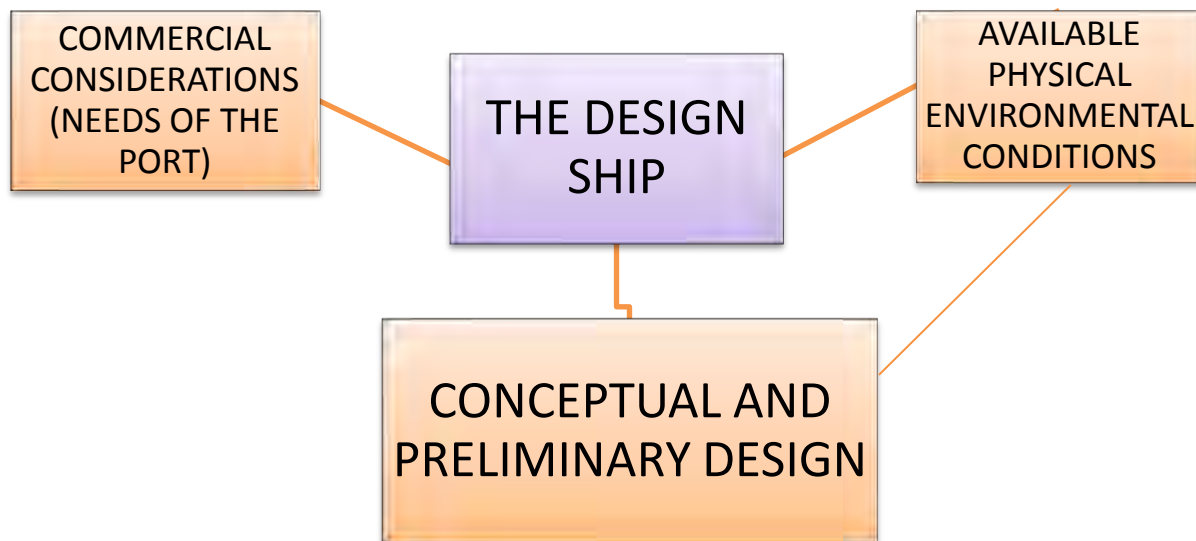 COMMERCIAL
CONSIDERATIONS
(NEEDS OF THE
PORT)
THE DESIGN
SHIP
AVAILABLE
PHYSICAL
ENVIRONMENTAL
CONDITIONS
CONCEPTUAL AND
PRELIMINARY DESIGN